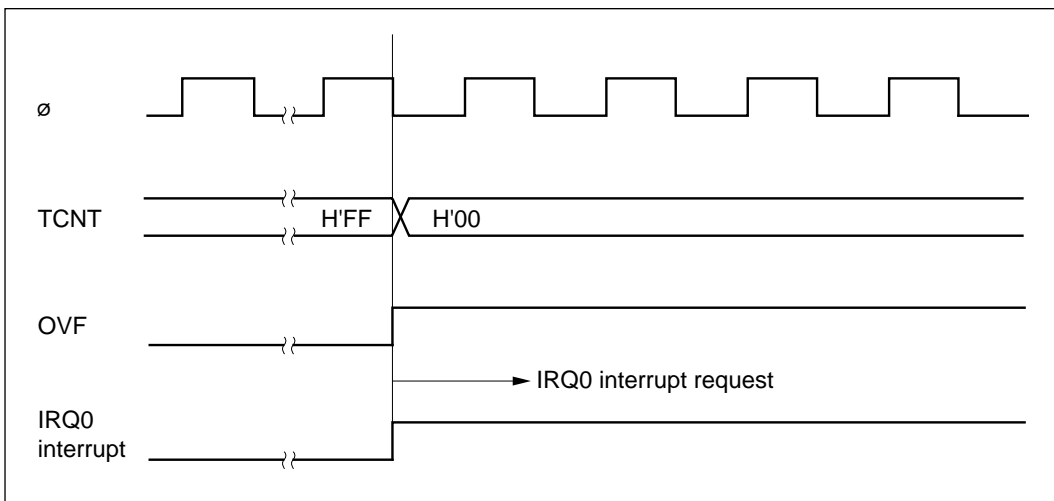 ø
TCNT
H'FF
H'00
OVF
IRQ0 interrupt request
IRQ0
interrupt